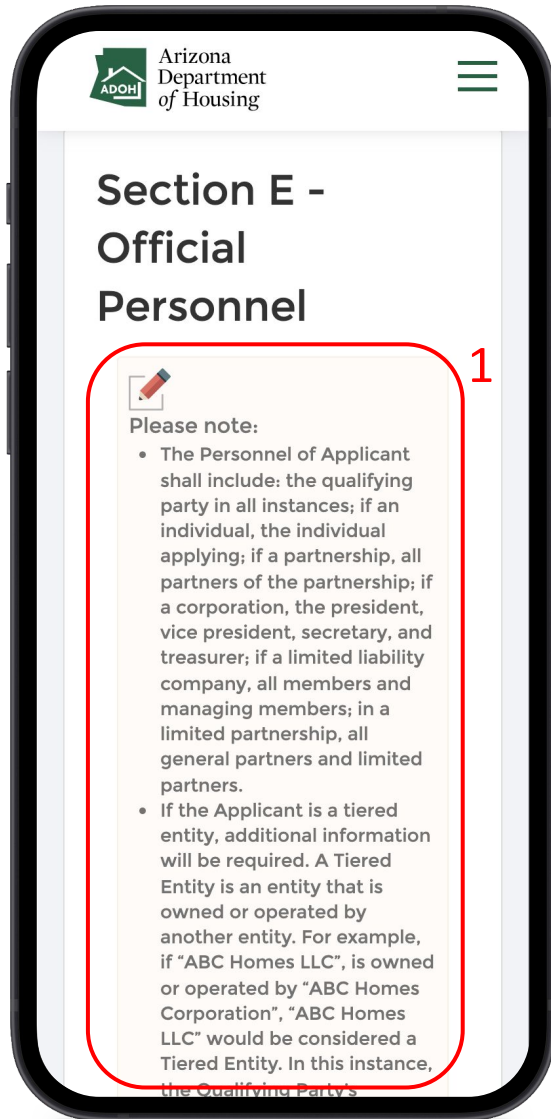 Arizona
Department
of Housing
ADOH
Section E -
Official
Personnel
1
Please note:
• The Personnel of Applicant
shall include: the qualifying
party in all instances; if an
individual, the individual
applying; if a partnership, all
partners of the partnership; if
a corporation, the president,
vice president, secretary, and
treasurer; if a limited liability
company, all members and
managing members; in a
limited partnership, all
general partners and limited
partners.
• If the Applicant is a tiered
entity, additional information
will be required. A Tiered
Entity is an entity that is
owned or operated by
another entity. For example,
if “ABC Homes LLC”, is owned
or operated by “ABC Homes
Corporation”, “ABC Homes
LLC” would be considered a
Tiered Entity. In this instance,
the Qualifying Party's